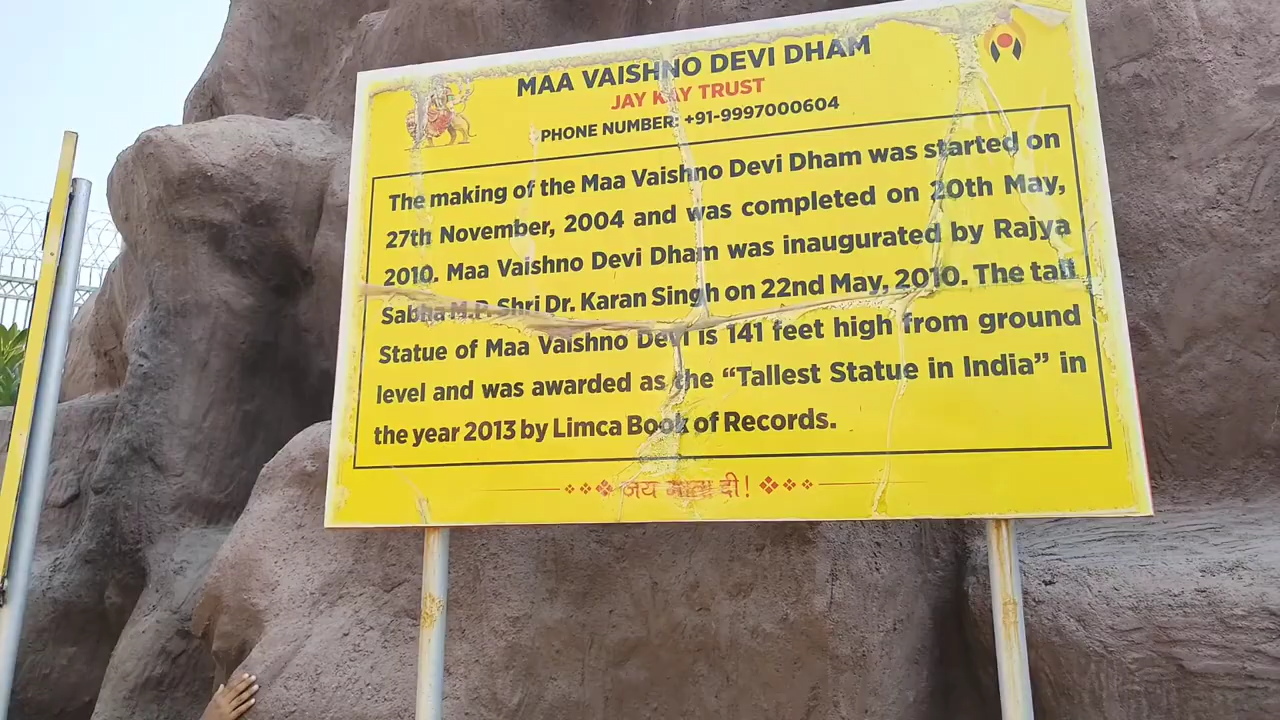 MAA VAISHNO DEVI DHAM
JAY KAY TRUST
PHONE NUMBER: +91-9997000604
The making of the Maa Vaishno Devi Dham was started on
27th November, 2004 and was completed on 20th May,
2010. Maa Vaishno Devi Dham was inaugurated by Rajya
Sabha M.P. Shri Dr. Karan Singh on 22nd May, 2010. The tall
Statue of Maa Vaishno Devi is 141 feet high from ground
level and was awarded as the “Tallest Statue in India” in
the year 2013 by Limca Book of Records.
जय माता दी!